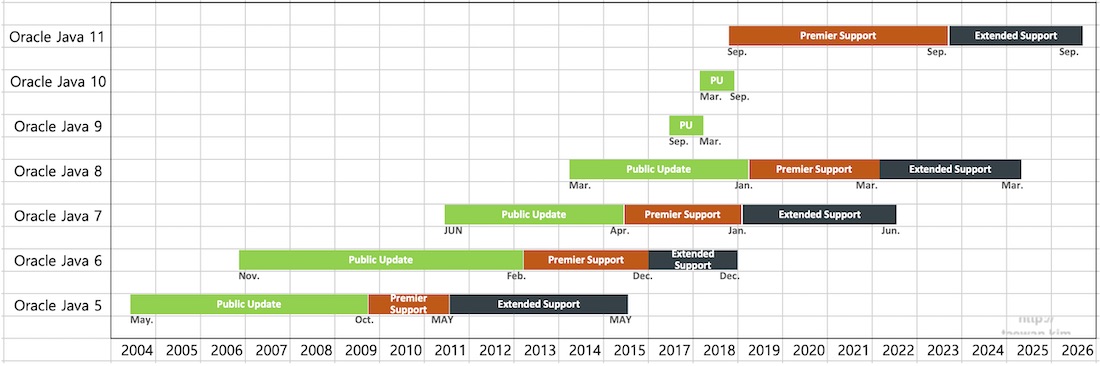 Oracle Java 11
Premier Support Extended Support
Sep. Sep. Sep.
Oracle Java 10
PU
Mar. Sep.
Oracle Java 9
PU
Sep. Mar.
Oracle Java 8
Public Update Premier Support Extended Support
Mar. Jan. Mar. Mar.
Oracle Java 7
Public Update Premier Support Extended Support
JUN Apr. Jan. Jun.
Oracle Java 6
Public Update Premier Support Extended Support
Nov. Feb. Dec. Dec.
Oracle Java 5
Public Update Premier Support Extended Support
May. Oct. MAY MAY
2004 2005 2006 2007 2008 2009 2010 2011 2012 2013 2014 2015 2017 2018 2019 2020 2021 2022 2023 2024 2025 2026